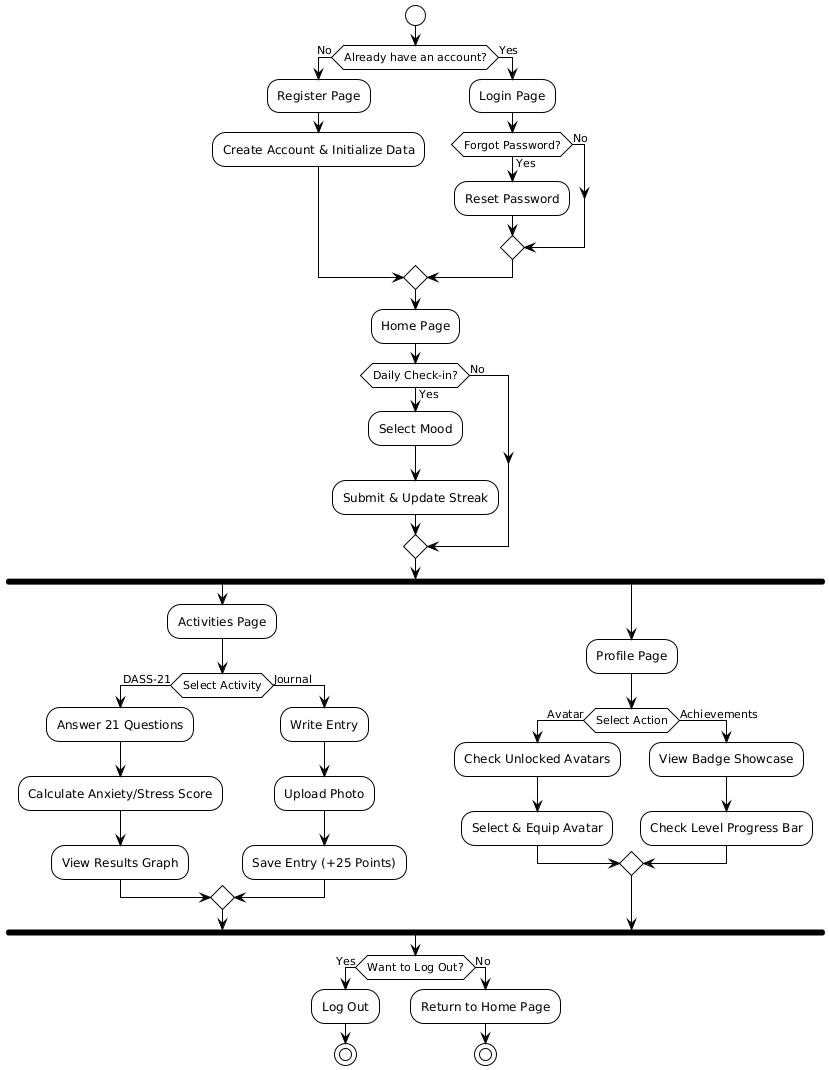 Already have an account?
No
Yes
Register Page
Login Page
Create Account & Initialize Data
Forgot Password?
No
Yes
Reset Password
Home Page
Daily Check-in?
No
Yes
Select Mood
Submit & Update Streak
Activities Page
Profile Page
DASS-21
Select Activity
Journal
Answer 21 Questions
Write Entry
Calculate Anxiety/Stress Score
Upload Photo
View Results Graph
Save Entry (+25 Points)
Avatar
Select Action
Achievements
Check Unlocked Avatars
View Badge Showcase
Select & Equip Avatar
Check Level Progress Bar
Yes
Want to Log Out?
No
Log Out
Return to Home Page